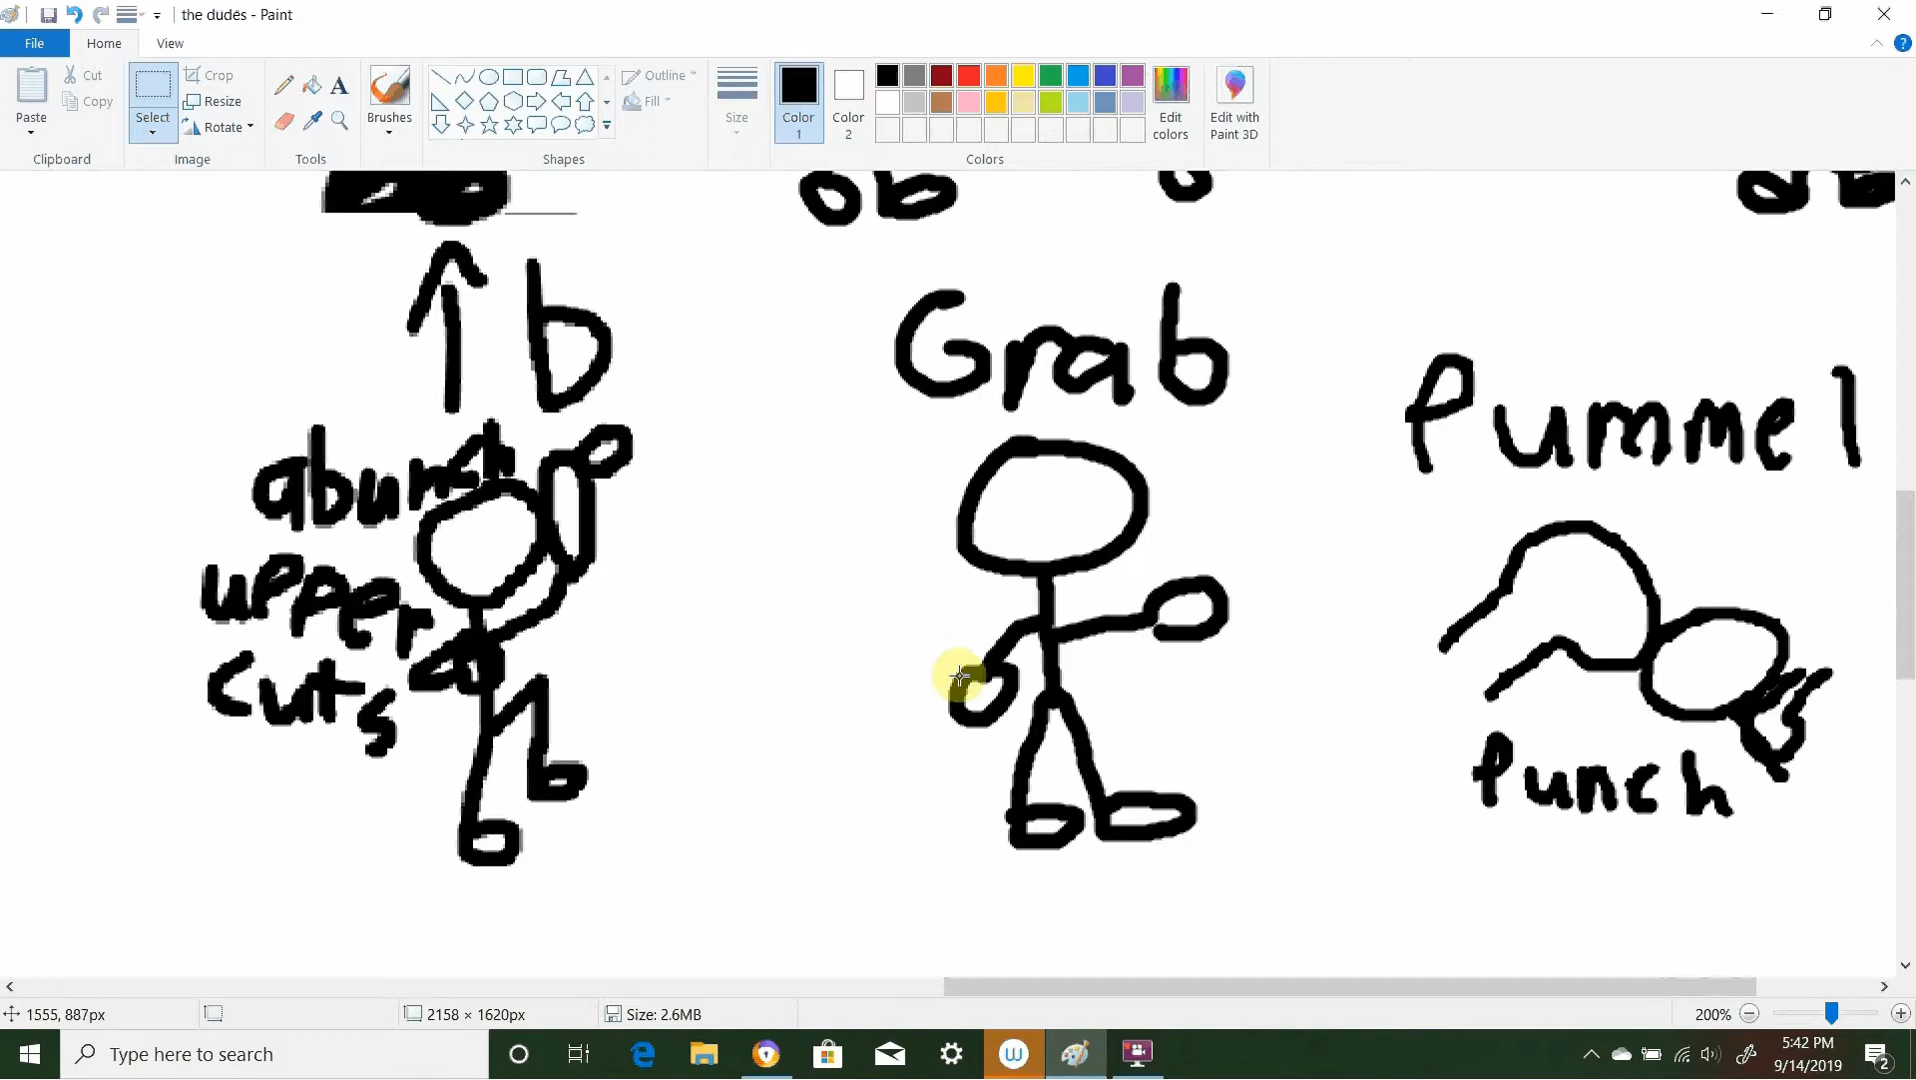 the dudes - Paint
File
Home
View
Paste
Cut
Copy
Clipboard
Select
Crop
Resize
Rotate
Image
Tools
Brushes
Shapes
Outline
Fill
Size
Color 1
Color 2
Colors
Edit colors
Edit with Paint 3D
b
abunch
upper
cuts
Grab
Pummel
Punch
1555, 887px
2158 × 1620px
Size: 2.6MB
200%
Type here to search
5:42 PM
9/14/2019
2